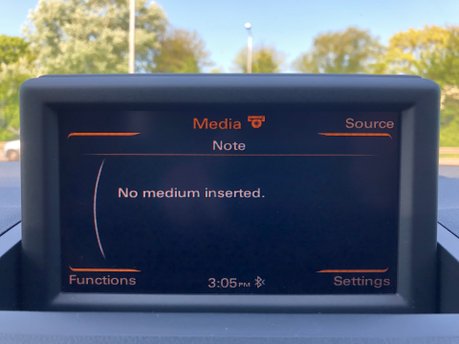 Media
Source
Note
No medium inserted.
Functions
3:05PM
Settings